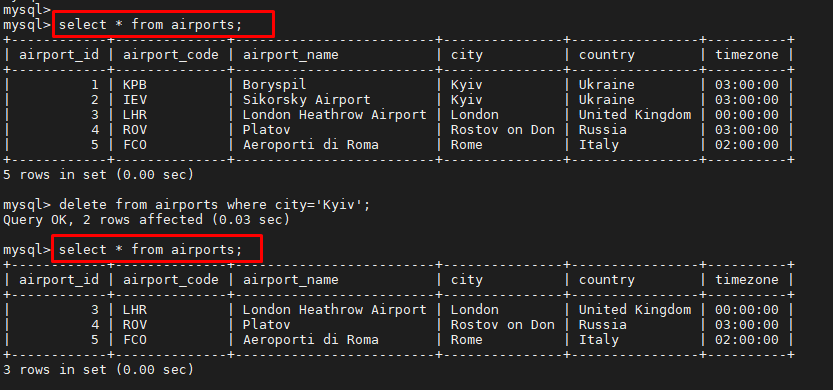 mysql>
mysql> select * from airports;
+------------+--------------+-------------------------+---------------+----------------+----------+
| airport_id | airport_code | airport_name            | city          | country        | timezone |
+------------+--------------+-------------------------+---------------+----------------+----------+
|          1 | KPB          | Boryspil                | Kyiv          | Ukraine        | 03:00:00 |
|          2 | IEV          | Sikorsky Airport        | Kyiv          | Ukraine        | 03:00:00 |
|          3 | LHR          | London Heathrow Airport | London        | United Kingdom | 00:00:00 |
|          4 | ROV          | Platov                  | Rostov on Don | Russia         | 03:00:00 |
|          5 | FCO          | Aeroporti di Roma       | Rome          | Italy          | 02:00:00 |
+------------+--------------+-------------------------+---------------+----------------+----------+
5 rows in set (0.00 sec)
mysql> delete from airports where city='Kyiv';
Query OK, 2 rows affected (0.03 sec)
mysql> select * from airports;
+------------+--------------+-------------------------+---------------+----------------+----------+
| airport_id | airport_code | airport_name            | city          | country        | timezone |
+------------+--------------+-------------------------+---------------+----------------+----------+
|          3 | LHR          | London Heathrow Airport | London        | United Kingdom | 00:00:00 |
|          4 | ROV          | Platov                  | Rostov on Don | Russia         | 03:00:00 |
|          5 | FCO          | Aeroporti di Roma       | Rome          | Italy          | 02:00:00 |
+------------+--------------+-------------------------+---------------+----------------+----------+
3 rows in set (0.00 sec)